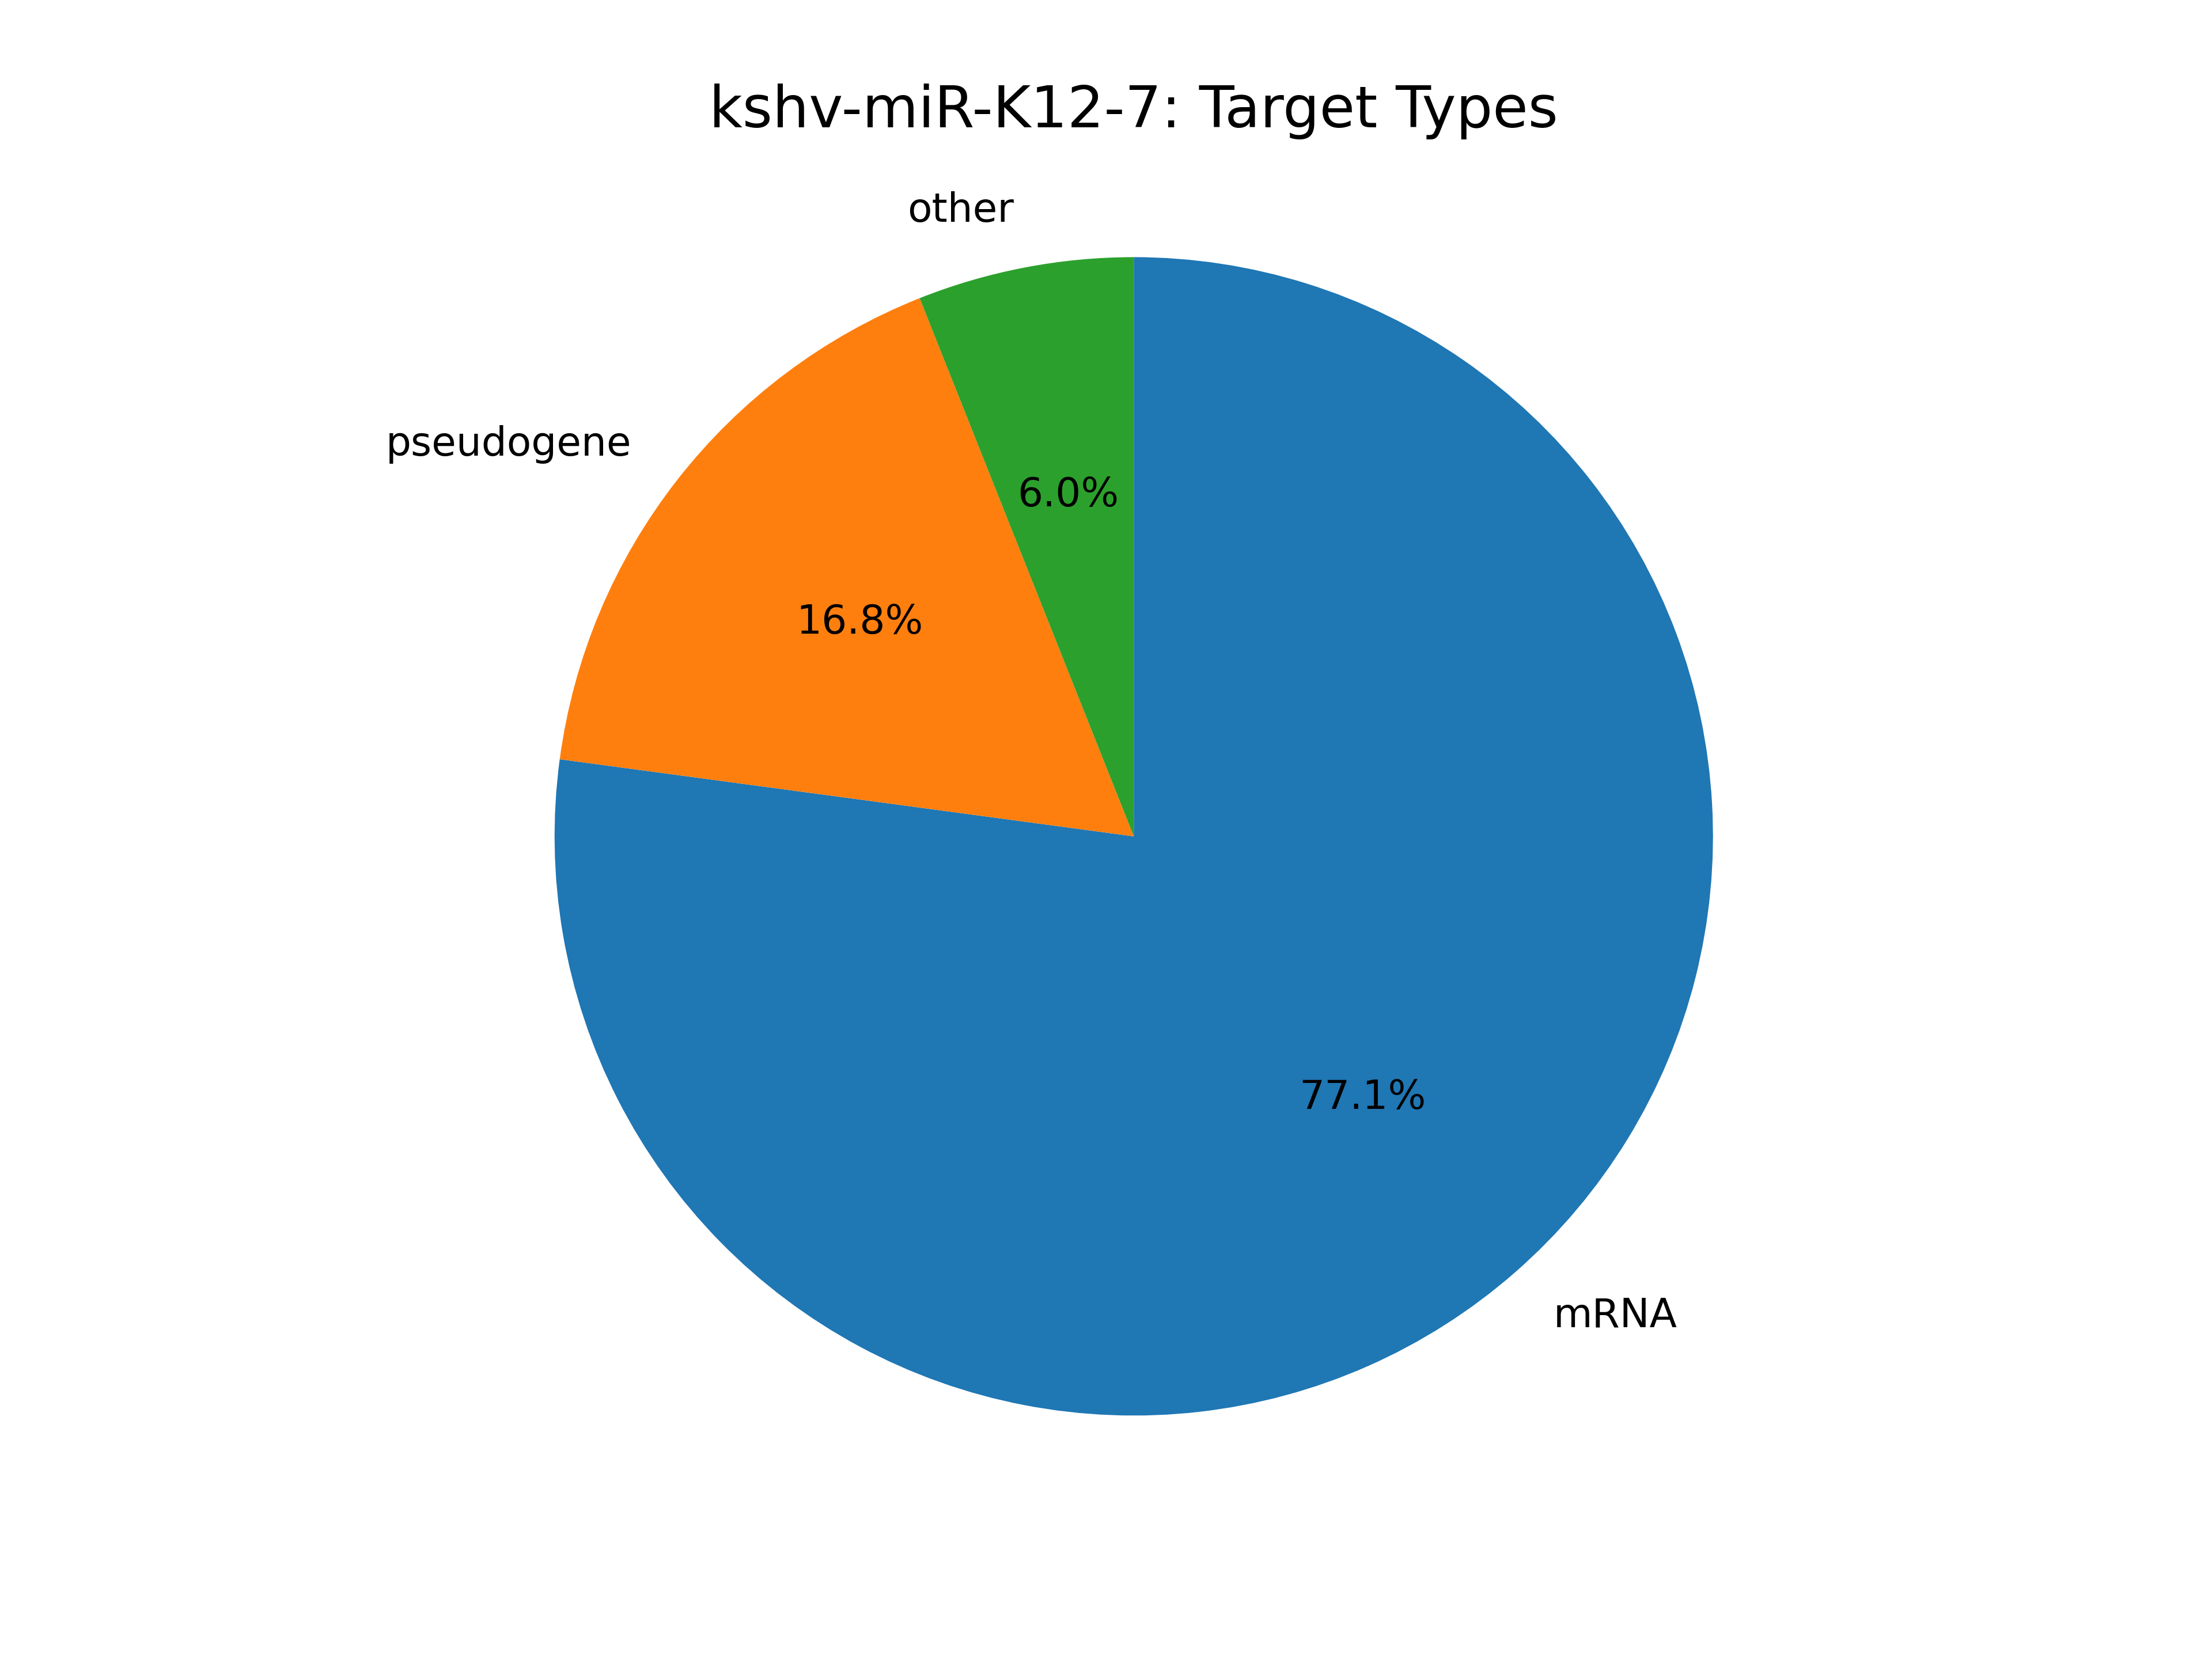 kshv-miR-K12-7: Target Types
other
pseudogene
6.0%
16.8%
77.1%
mRNA